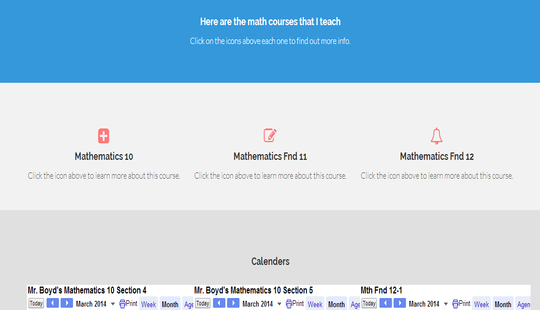 Here are the math courses that I teach
Click on the icons above each one to find out more info.
Mathematics 10 Mathematics Fnd 11 Mathematics Fnd 12
Click the icon above to learn more about this course. Click the icon above to learn more about this course. Click the icon above to learn more about this course.
Calenders
Mr. Boyd's Mathematics 10 Section 4 Mr. Boyd's Mathematics 10 Section 5 Mth Fnd 12-1
Today March 2014 Print Week Month Age Today March 2014 Print Week Month Age Today March 2014 Print Week Month Agen